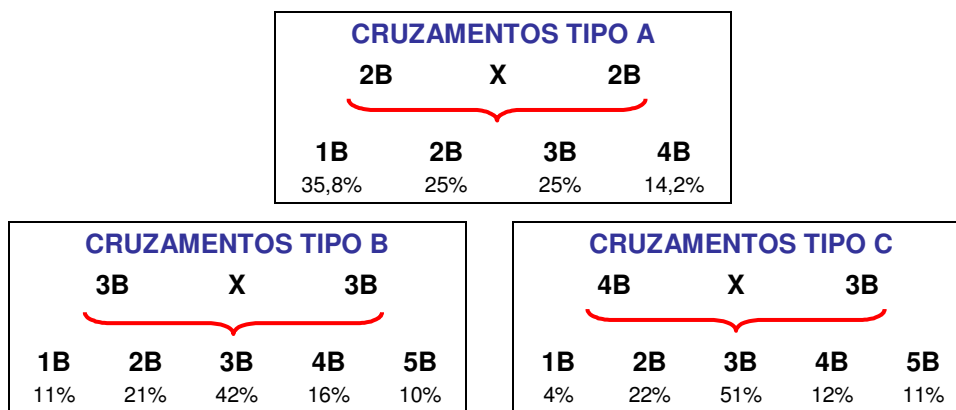 CRUZAMENTOS TIPO A
2B X 2B
1B 2B 3B 4B
35,8% 25% 25% 14,2%
CRUZAMENTOS TIPO B
3B X 3B
1B 2B 3B 4B 5B
11% 21% 42% 16% 10%
CRUZAMENTOS TIPO C
4B X 3B
1B 2B 3B 4B 5B
4% 22% 51% 12% 11%